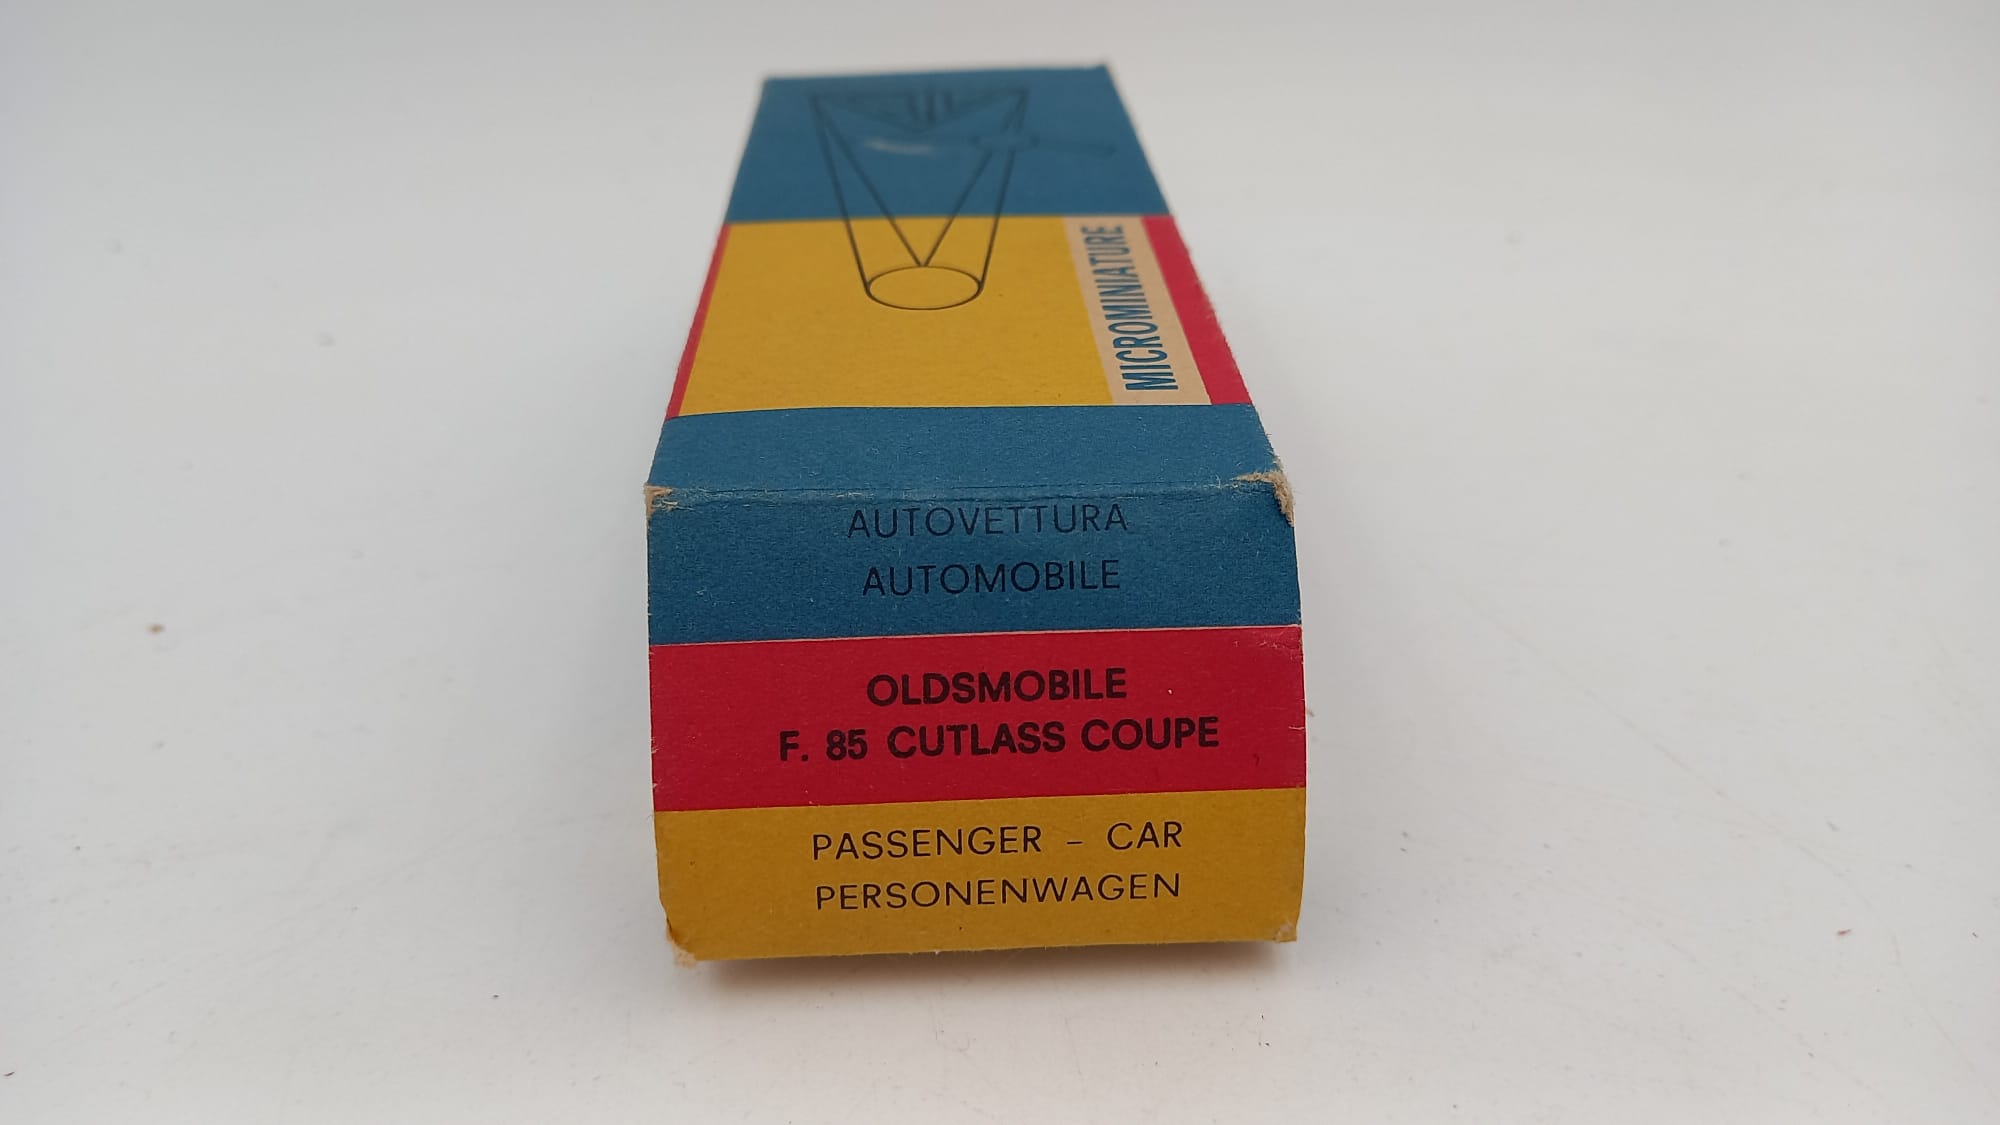 MICROMINIATURE
AUTOVETTURA
AUTOMOBILE
OLDSMOBILE
F. 85 CUTLASS COUPE
PASSENGER - CAR
PERSONENWAGEN